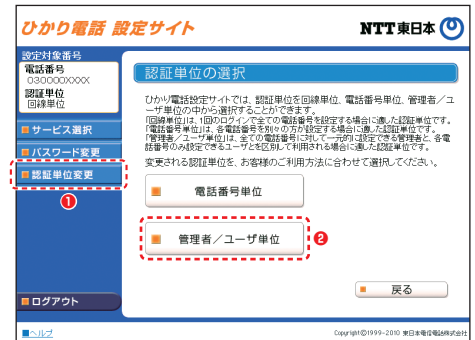 ひかり電話 設定サイト
NTT東日本
設定対象番号
電話番号
030000XXXX
認証単位
回線単位
サービス選択
パスワード変更
認証単位変更
❶
ログアウト
ヘルプ
認証単位の選択
ひかり電話設定サイトでは、認証単位を回線単位、電話番号単位、管理者／ユ
ーザ単位の中から選択することができます。
「回線単位」は、1回のログインで全ての電話番号を設定する場合に適した認証単位です。
「電話番号単位」は、各電話番号を別々の方が設定する場合に適した認証単位です。
「管理者／ユーザ単位」は、全ての電話番号に対して一元的に設定できる管理者と、各電
話番号のみ設定できるユーザとを区別して利用される場合に適した認証単位です。
変更される認証単位を、お客様のご利用方法に合わせて選択してください。
電話番号単位
管理者／ユーザ単位
❷
戻る
Copyright©1999-2010 東日本電信電話株式会社